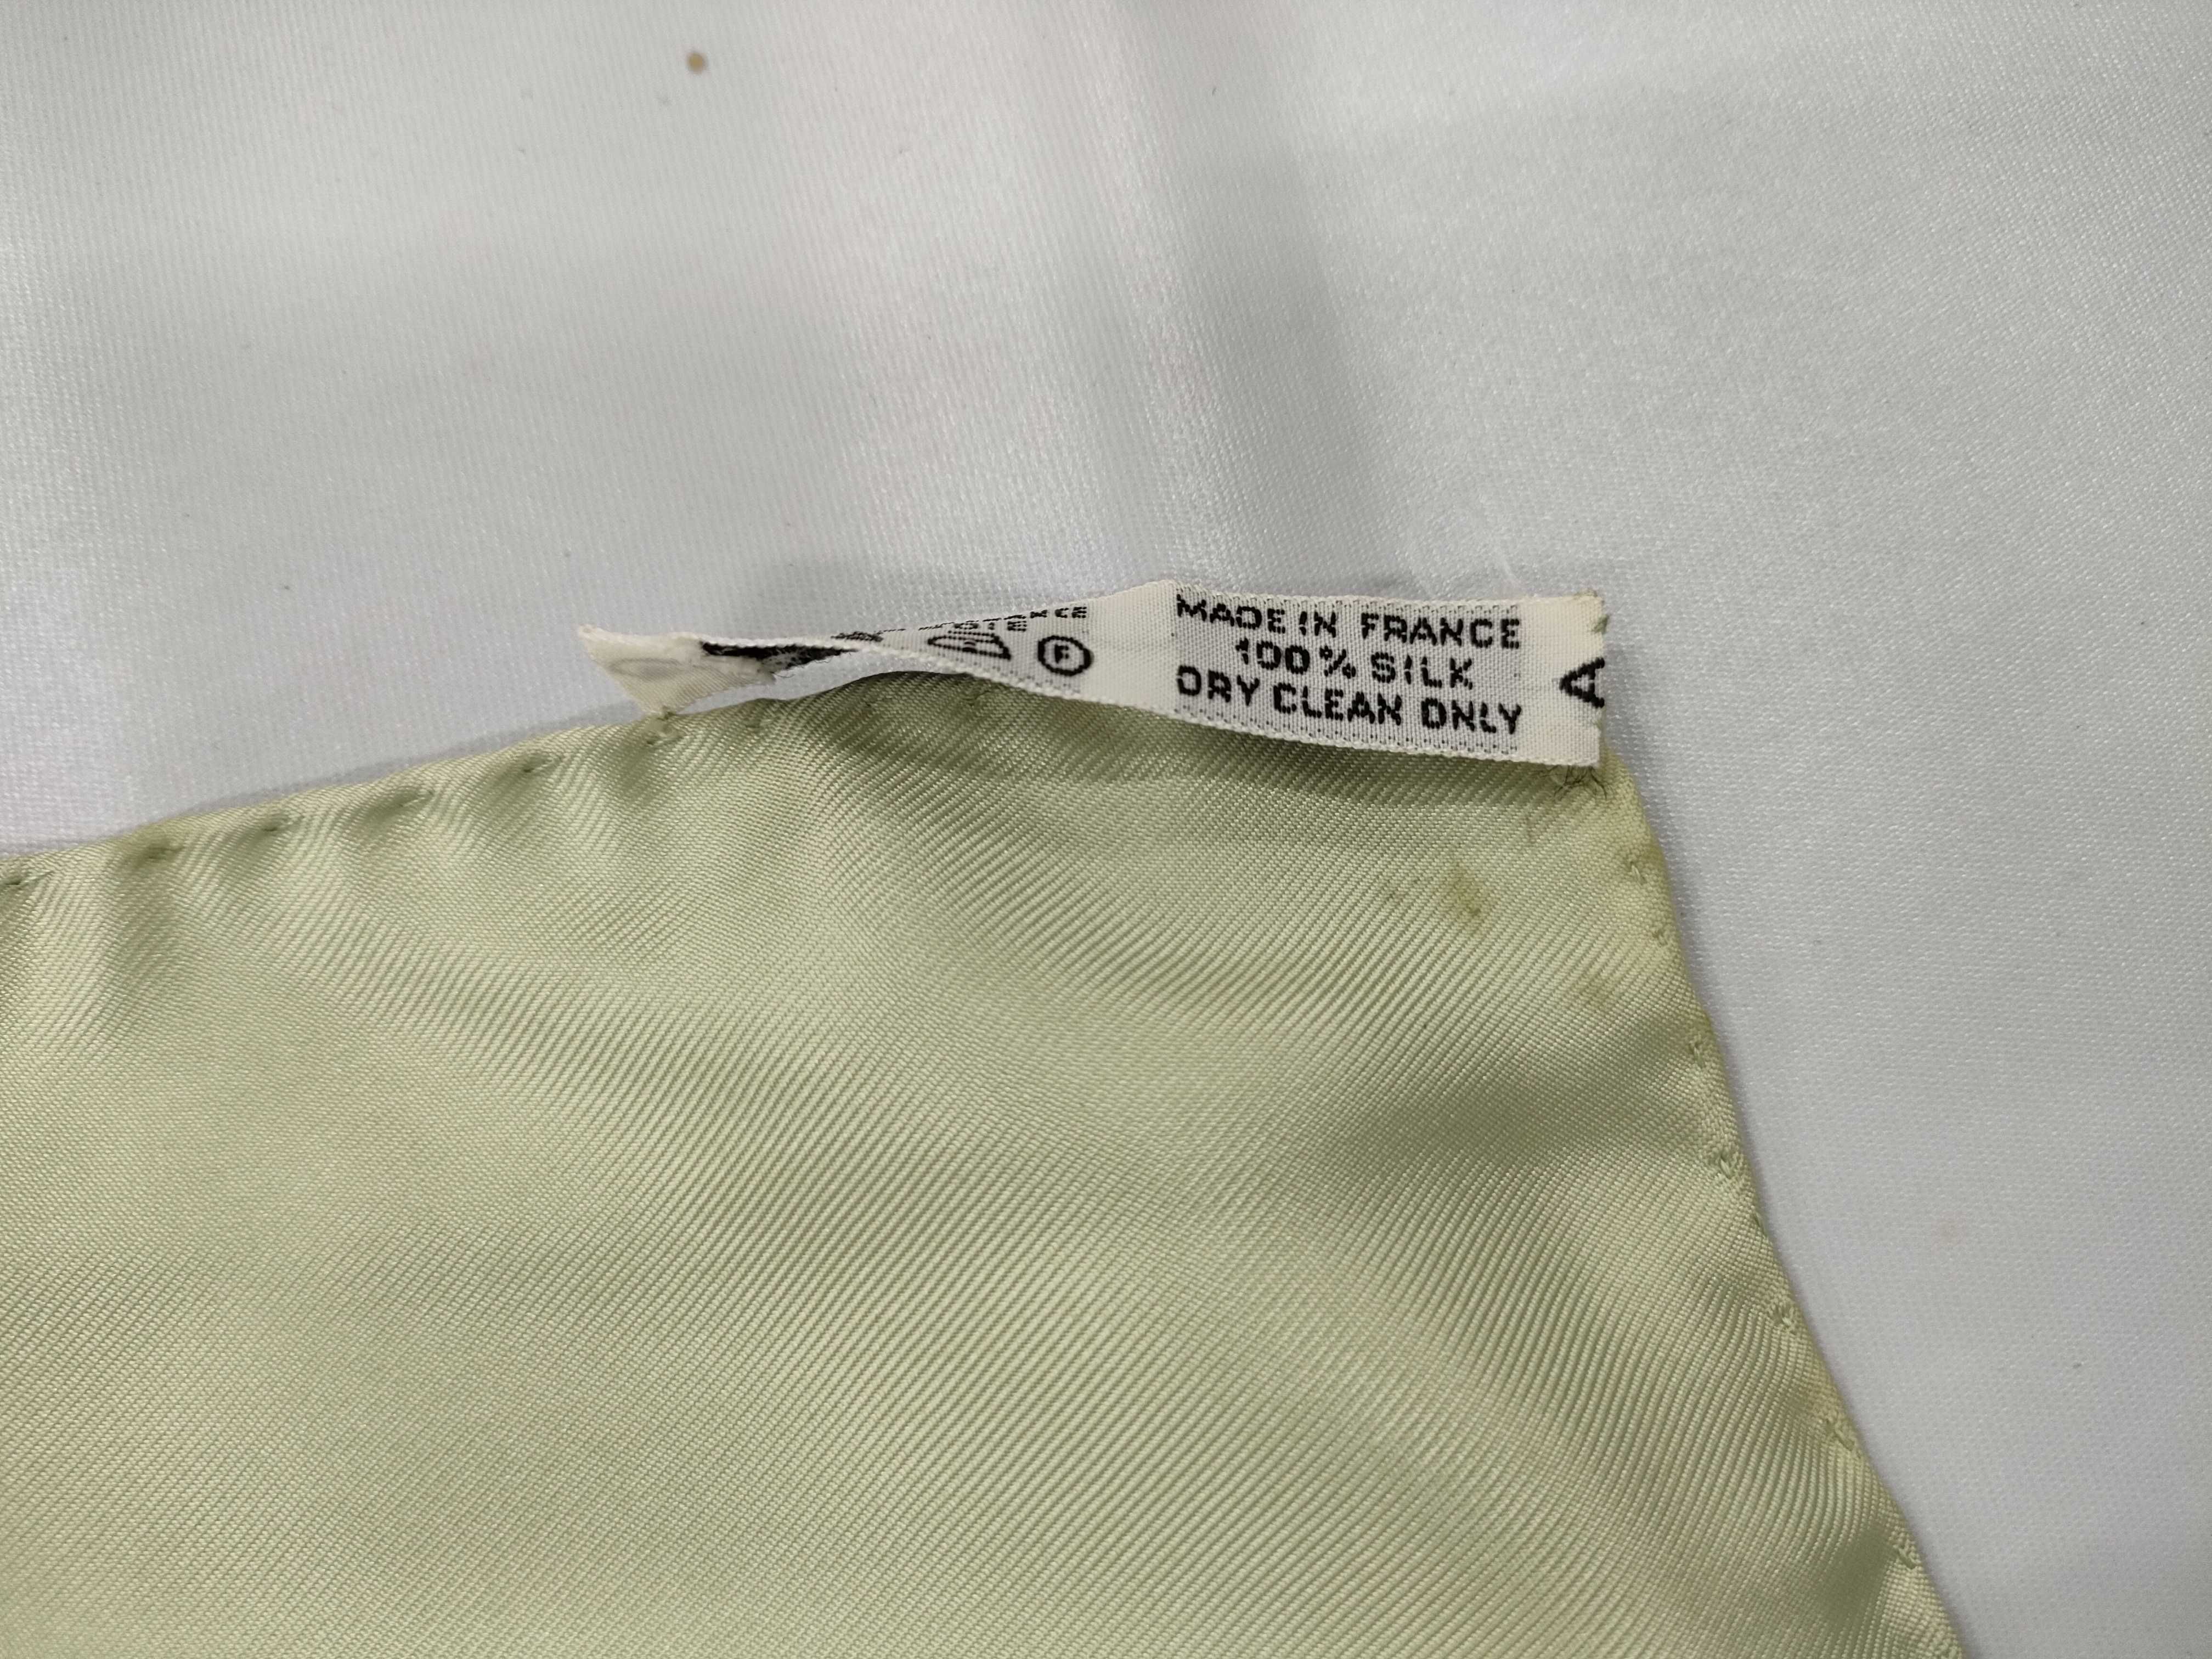 MADE IN FRANCE
100% SILK
DRY CLEAN ONLY
A
F